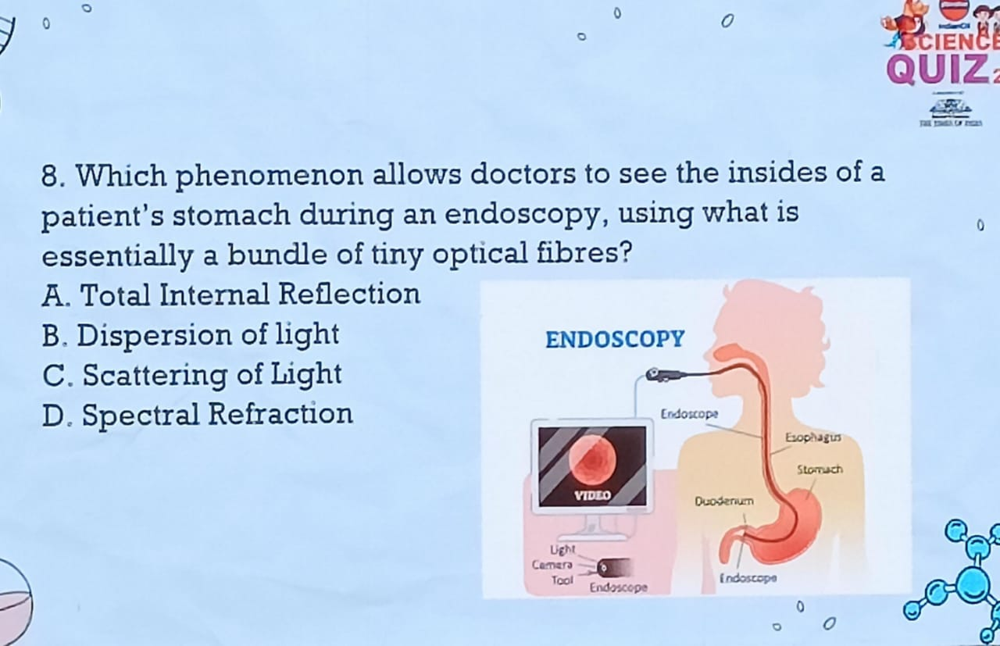 SCIENCE
QUIZ
8. Which phenomenon allows doctors to see the insides of a
patient's stomach during an endoscopy, using what is
essentially a bundle of tiny optical fibres?
A. Total Internal Reflection
B. Dispersion of light
C. Scattering of Light
D. Spectral Refraction
ENDOSCOPY
Endoscope
Esophagus
Stomach
VIDEO
Duodenum
Light
Camera
Tool
Endoscope
Endoscope